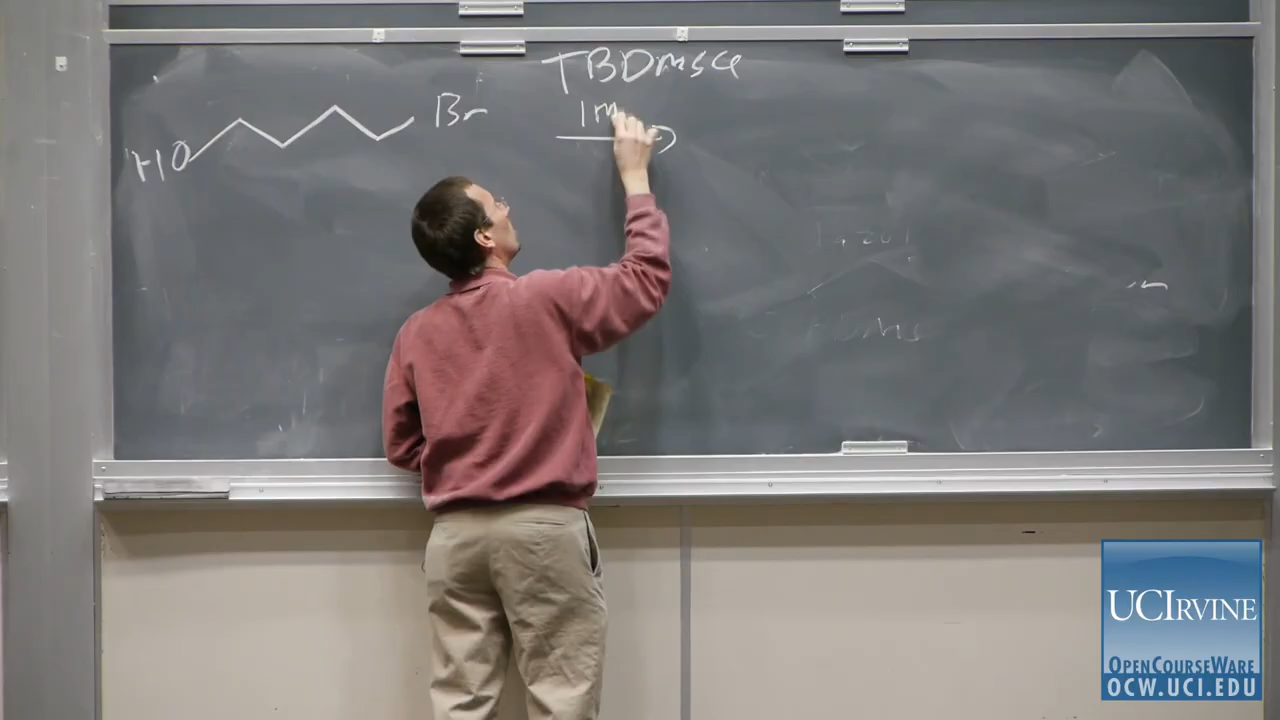 TBDMSCl
Im
HO Br
UCIRVINE
OPENCOURSEWARE
OCW.UCI.EDU